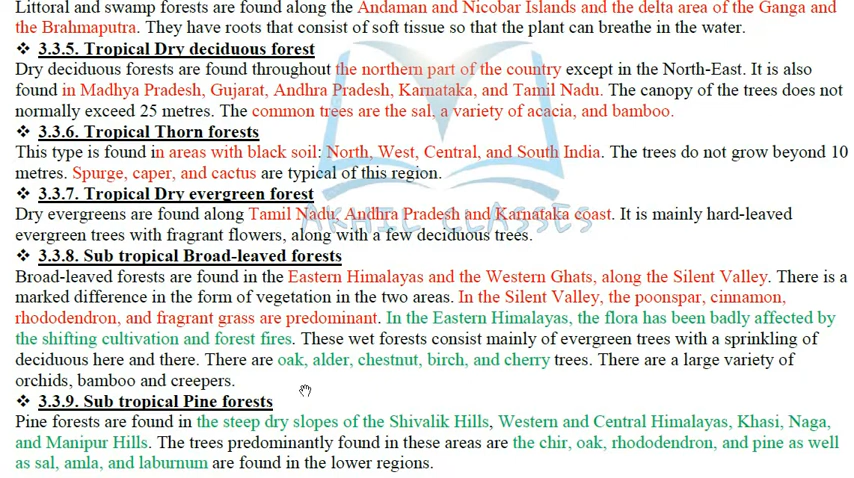 Littoral and swamp forests are found along the Andaman and Nicobar Islands and the delta area of the Ganga and
the Brahmaputra. They have roots that consist of soft tissue so that the plant can breathe in the water.
❖ 3.3.5. Tropical Dry deciduous forest
Dry deciduous forests are found throughout the northern part of the country except in the North-East. It is also
found in Madhya Pradesh, Gujarat, Andhra Pradesh, Karnataka, and Tamil Nadu. The canopy of the trees does not
normally exceed 25 metres. The common trees are the sal, a variety of acacia, and bamboo.
❖ 3.3.6. Tropical Thorn forests
This type is found in areas with black soil: North, West, Central, and South India. The trees do not grow beyond 10
metres. Spurge, caper, and cactus are typical of this region.
❖ 3.3.7. Tropical Dry evergreen forest
Dry evergreens are found along Tamil Nadu, Andhra Pradesh and Karnataka coast. It is mainly hard-leaved
AKHIL CLASSES
evergreen trees with fragrant flowers, along with a few deciduous trees.
❖ 3.3.8. Sub tropical Broad-leaved forests
Broad-leaved forests are found in the Eastern Himalayas and the Western Ghats, along the Silent Valley. There is a
marked difference in the form of vegetation in the two areas. In the Silent Valley, the poonspar, cinnamon,
rhododendron, and fragrant grass are predominant. In the Eastern Himalayas, the flora has been badly affected by
the shifting cultivation and forest fires. These wet forests consist mainly of evergreen trees with a sprinkling of
deciduous here and there. There are oak, alder, chestnut, birch, and cherry trees. There are a large variety of
orchids, bamboo and creepers.
❖ 3.3.9. Sub tropical Pine forests
Pine forests are found in the steep dry slopes of the Shivalik Hills, Western and Central Himalayas, Khasi, Naga,
and Manipur Hills. The trees predominantly found in these areas are the chir, oak, rhododendron, and pine as well
as sal, amla, and laburnum are found in the lower regions.